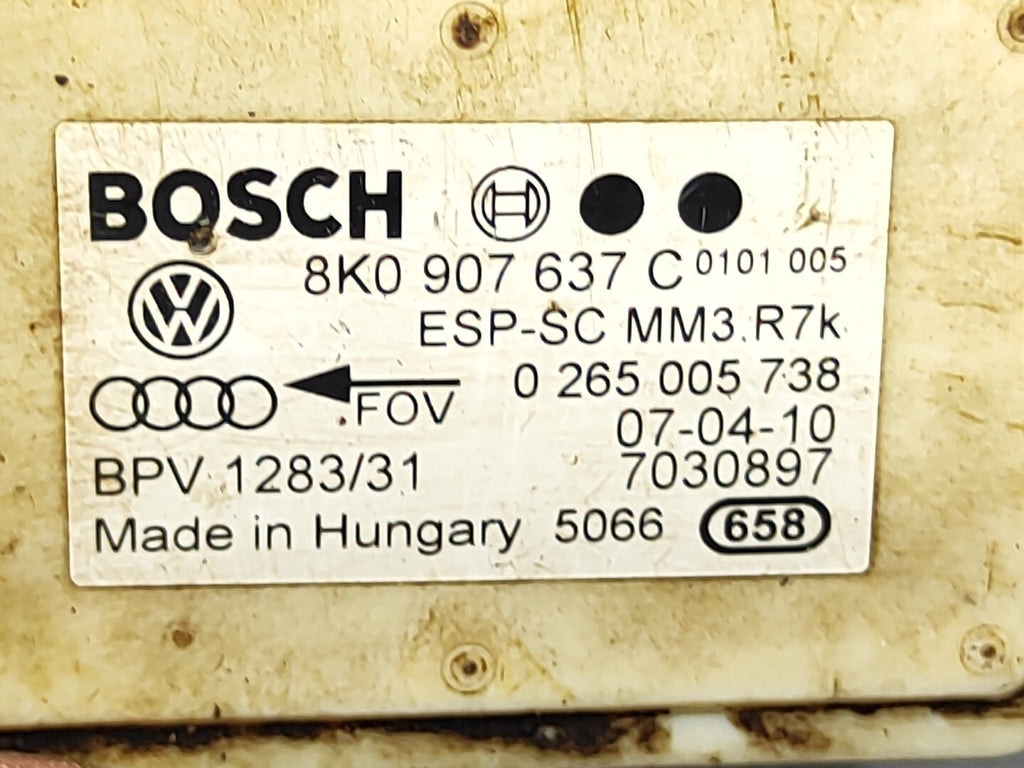 BOSCH
8K0 907 637 C 0101 005
ESP-SC MM3.R7k
0 265 005 738
FOV
07-04-10
BPV 1283/31 7030897
Made in Hungary 5066 658